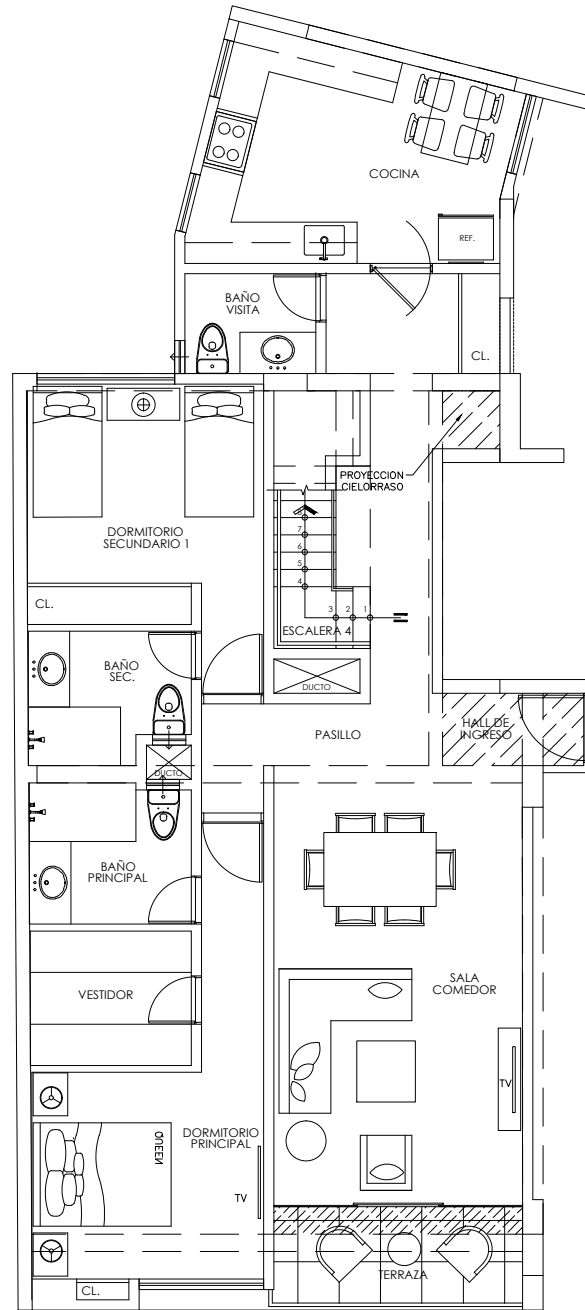 COCINA
REF.
BAÑO
VISITA
CL.
PROYECCION
CIELORRASO
DORMITORIO
SECUNDARIO 1
8
7
6
5
4
3
2
1
ESCALERA 4
CL.
BAÑO
SEC.
DUCTO
PASILLO
HALL DE
INGRESO
DUCTO
BAÑO
PRINCIPAL
VESTIDOR
SALA
COMEDOR
TV
DORMITORIO
PRINCIPAL
QUEEN
TV
TERRAZA
CL.